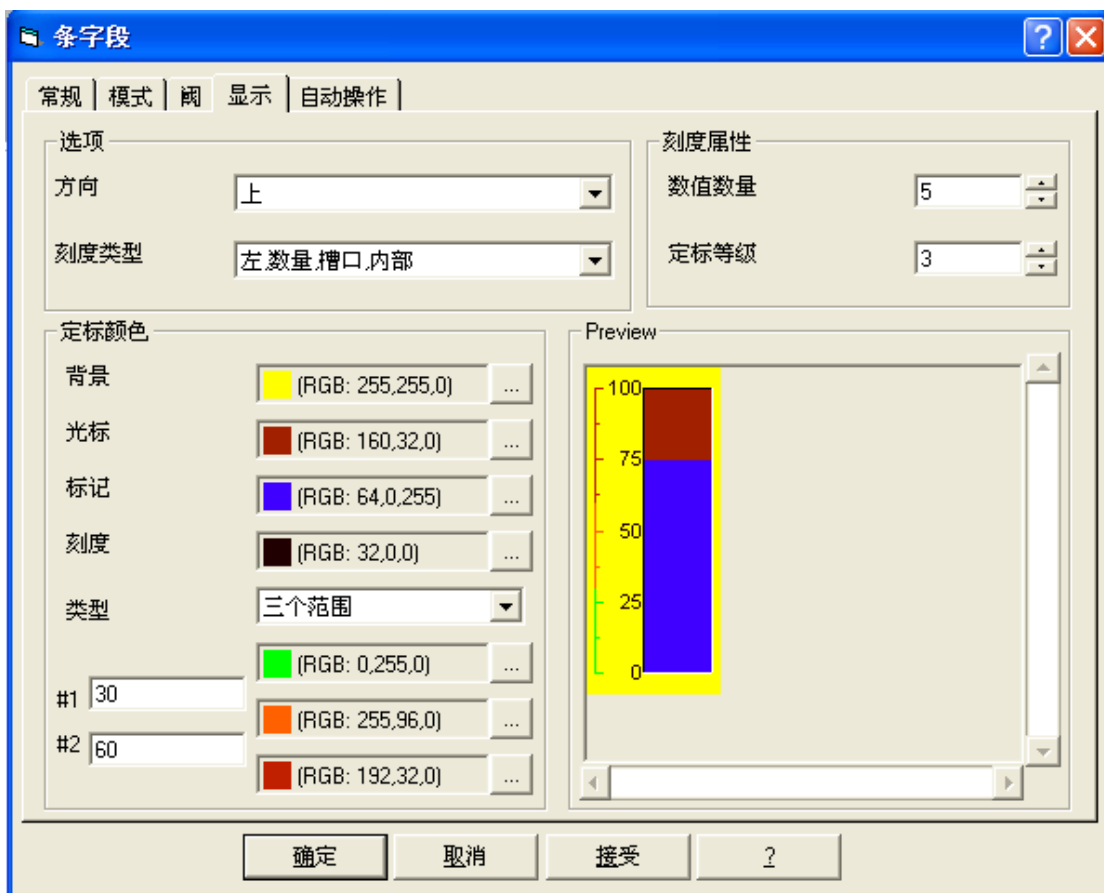 条字段
常规 模式 阈 显示 自动操作
选项
方向 上
刻度类型 左,数量,槽口,内部
刻度属性
数值数量 5
定标等级 3
定标颜色
背景 (RGB: 255,255,0) ...
光标 (RGB: 160,32,0) ...
标记 (RGB: 64,0,255) ...
刻度 (RGB: 32,0,0) ...
类型 三个范围
(RGB: 0,255,0) ...
#1 30
(RGB: 255,96,0) ...
#2 60
(RGB: 192,32,0) ...
Preview
100
75
50
25
0
确定 取消 接受 ?